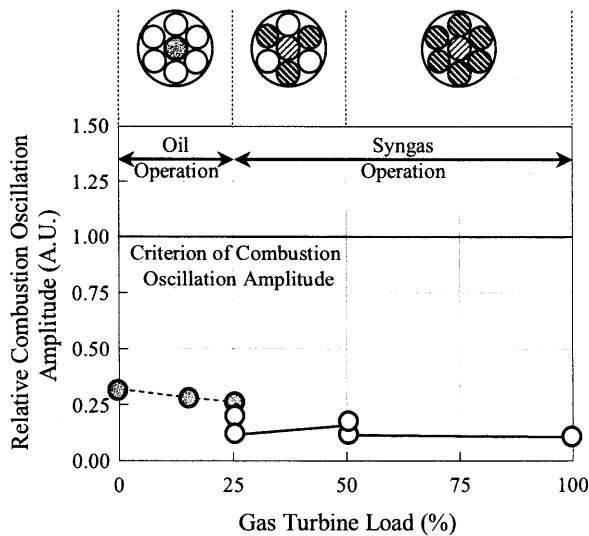 Relative Combustion Oscillation
Amplitude (A.U.)
1.50
1.25
1.00
0.75
0.50
0.25
0.00
Oil
Operation
Syngas
Operation
Criterion of Combustion
Oscillation Amplitude
0
25
50
75
100
Gas Turbine Load (%)